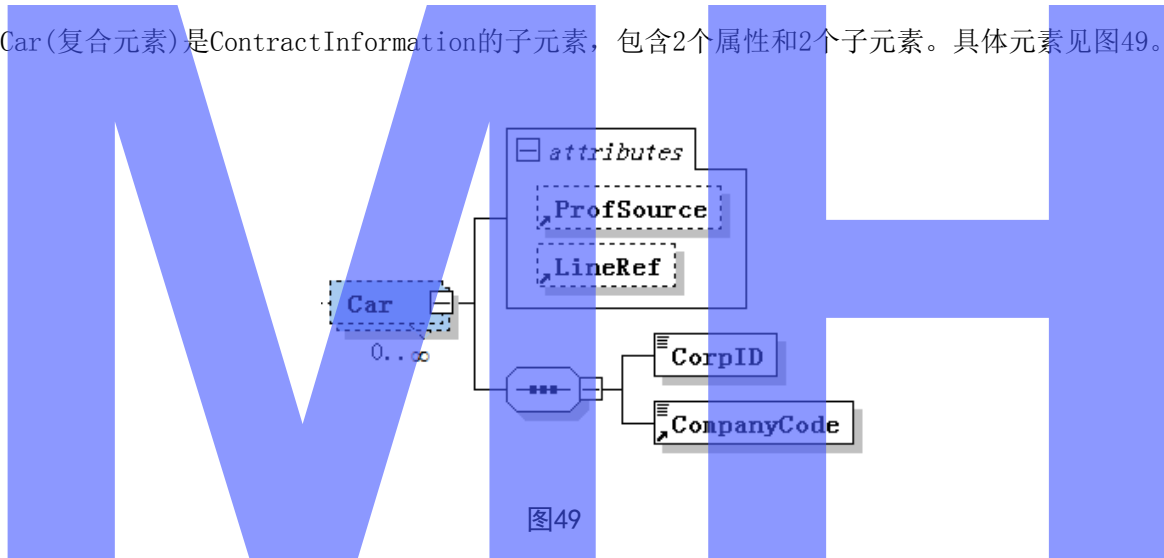 Car(复合元素)是ContractInformation的子元素，包含2个属性和2个子元素。具体元素见图49。
attributes
ProfSource
LineRef
Car
0..∞
CorpID
CompanyCode
图49
MH